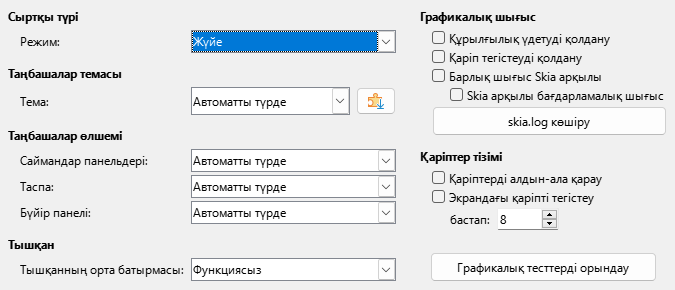 Сыртқы түрі
Режим: Жүйе
Таңбашалар темасы
Тема: Автоматты түрде
Таңбашалар өлшемі
Саймандар панельдері: Автоматты түрде
Таспа: Автоматты түрде
Бүйір панелі: Автоматты түрде
Тышқан
Тышқанның орта батырмасы: Функциясыз
Графикалық шығыс
Құрылғылық үдетуді қолдану
Қаріп тегістеуді қолдану
Барлық шығыс Skia арқылы
Skia арқылы бағдарламалық шығыс
skia.log көшіру
Қаріптер тізімі
Қаріптерді алдын-ала қарау
Экрандағы қаріпті тегістеу
бастап: 8
Графикалық тесттерді орындау